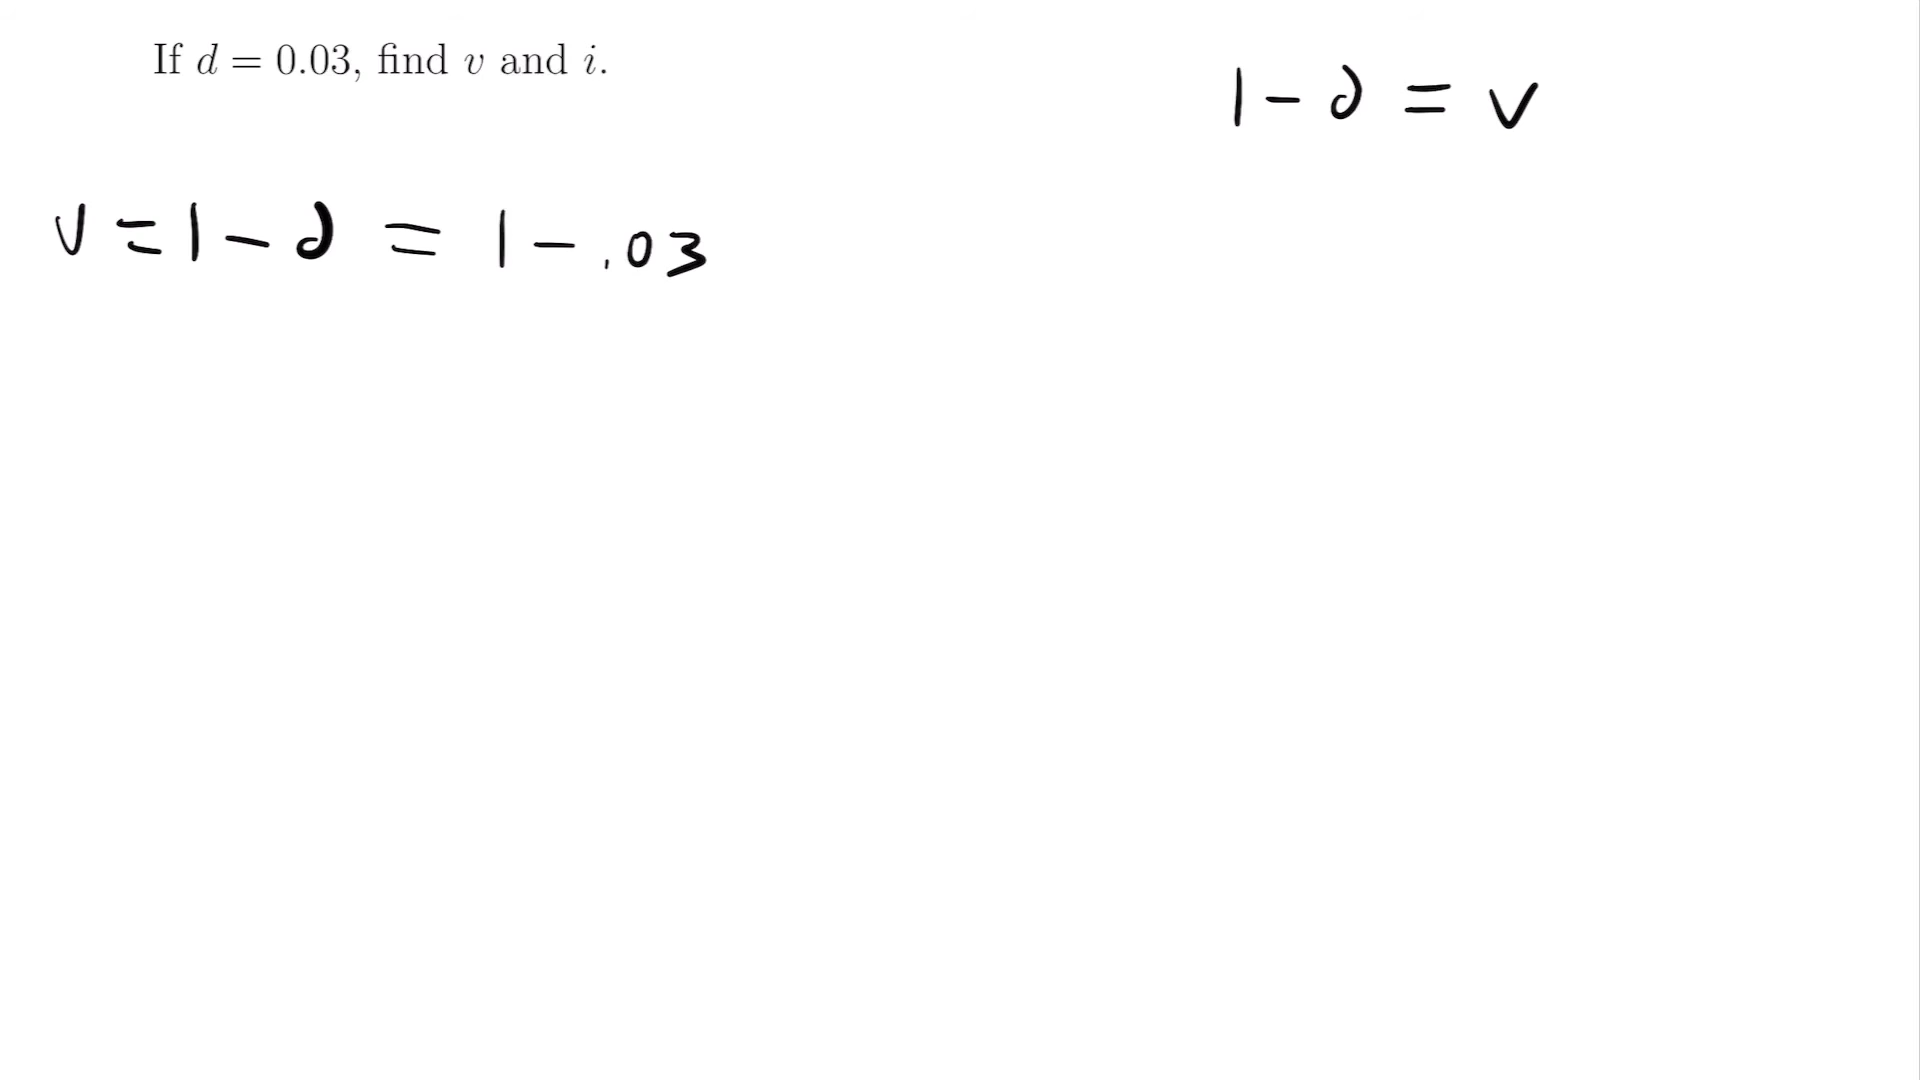 If d = 0.03, find v and i.
1 - d = v
v = 1 - d = 1 - .03